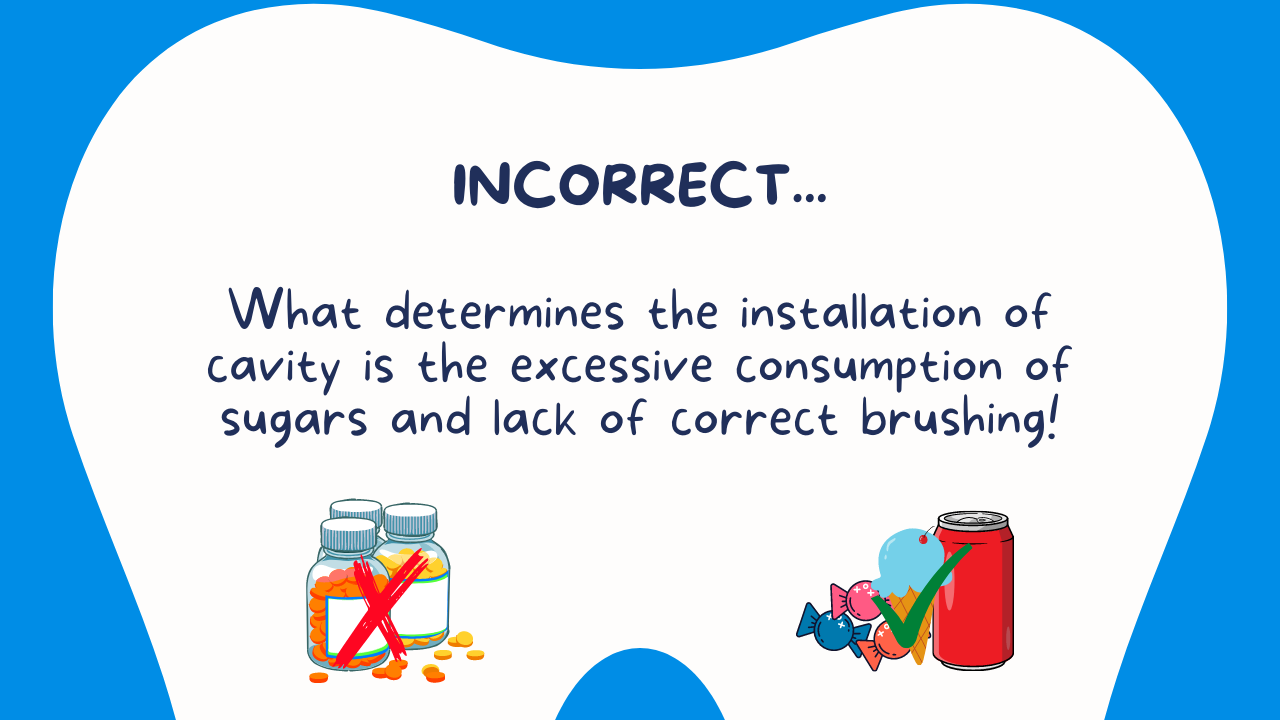 INCORRECT...
What determines the installation of
cavity is the excessive consumption of
sugars and lack of correct brushing!